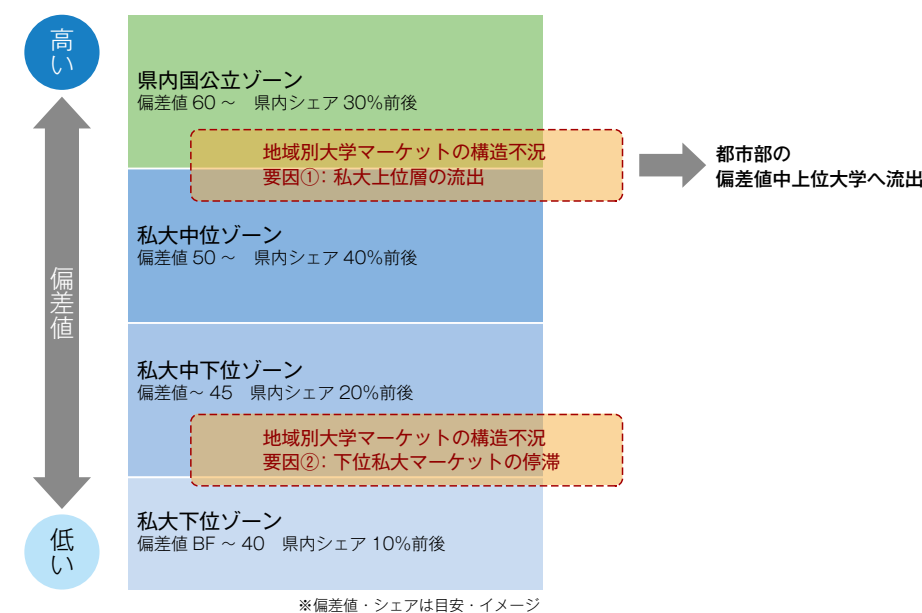 高い
県内国公立ゾーン
偏差値 60 ～　県内シェア 30%前後
地域別大学マーケットの構造不況
要因①：私大上位層の流出
都市部の
偏差値中上位大学へ流出
私大中位ゾーン
偏差値 50 ～　県内シェア 40%前後
偏差値
私大中下位ゾーン
偏差値～ 45　県内シェア 20%前後
地域別大学マーケットの構造不況
要因②：下位私大マーケットの停滞
私大下位ゾーン
偏差値 BF ～ 40　県内シェア 10%前後
低い
※偏差値・シェアは目安・イメージ